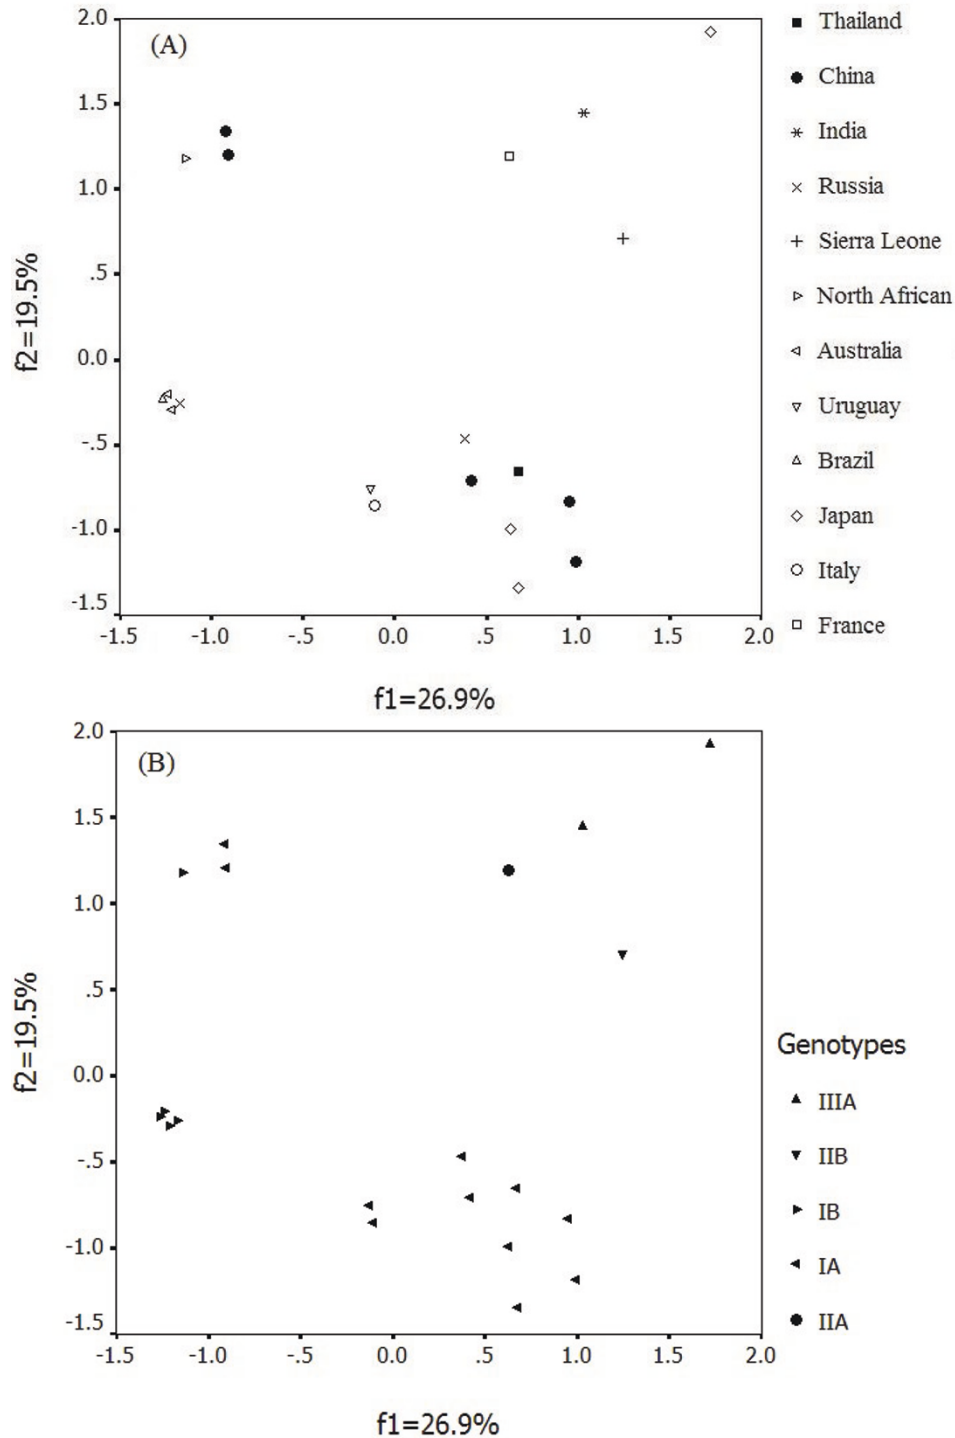 2.0
(A)
1.5
1.0
.5
0.0
-.5
-1.0
-1.5
f2=19.5%
-1.5 -1.0 -.5 0.0 .5 1.0 1.5 2.0
f1=26.9%
Thailand
China
India
Russia
Sierra Leone
North African
Australia
Uruguay
Brazil
Japan
Italy
France
2.0
(B)
1.5
1.0
.5
0.0
-.5
-1.0
-1.5
f2=19.5%
-1.5 -1.0 -.5 0.0 .5 1.0 1.5 2.0
f1=26.9%
Genotypes
IIIA
IIB
IB
IA
IIA